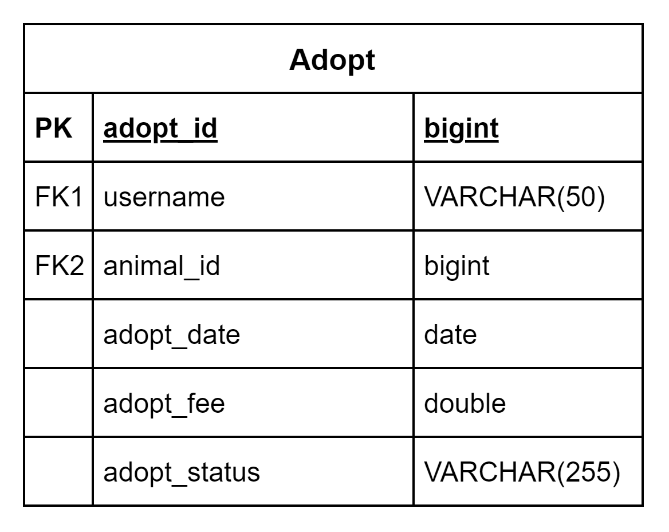 Adopt
PK adopt_id bigint
FK1 username VARCHAR(50)
FK2 animal_id bigint
adopt_date date
adopt_fee double
adopt_status VARCHAR(255)